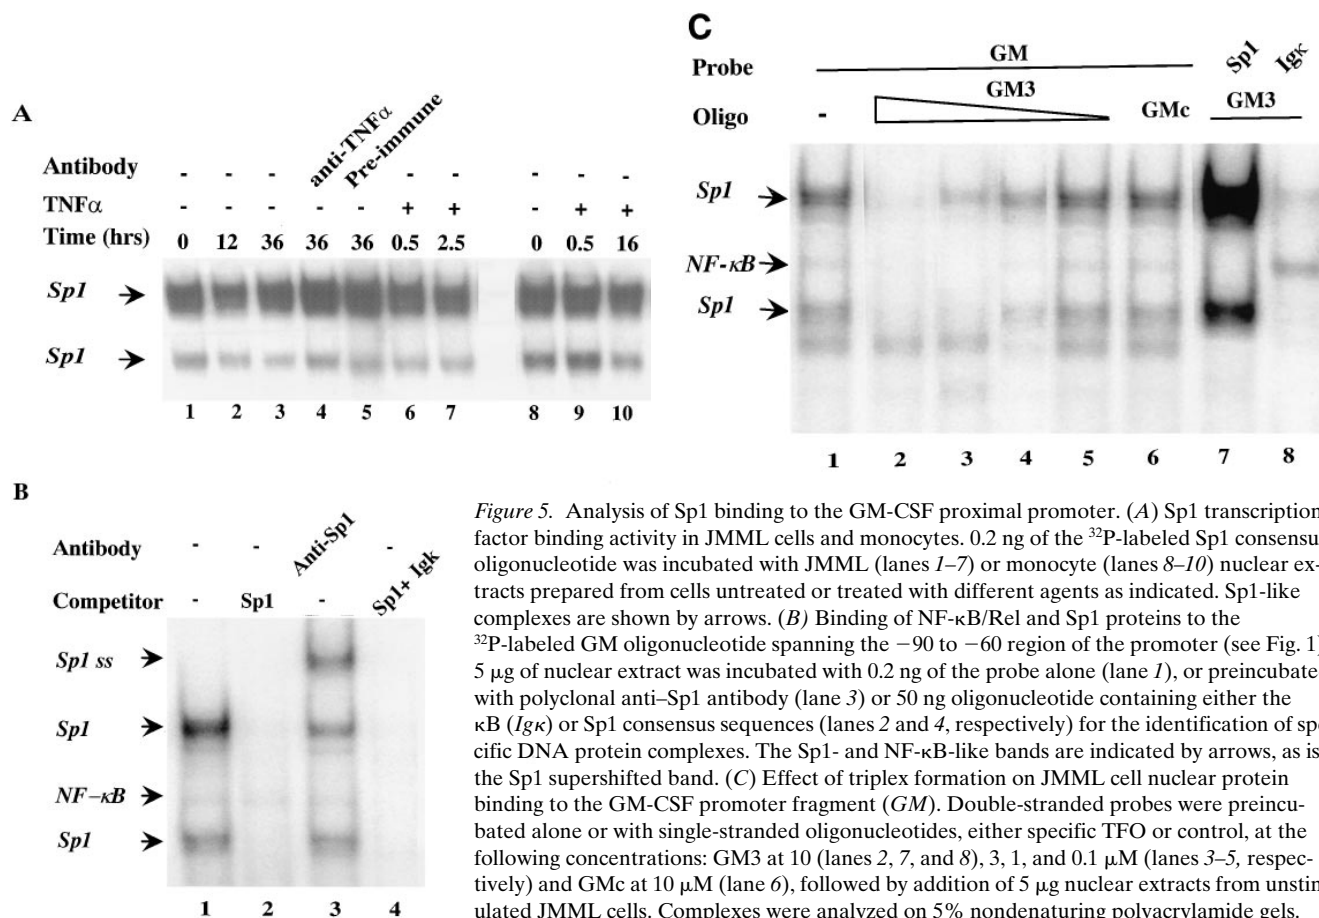 A
Antibody - - - anti-TNFα Pre-immune - - - - -
TNFα - - - - - + + - + +
Time (hrs) 0 12 36 36 36 0.5 2.5 0 0.5 16
Sp1
Sp1
1 2 3 4 5 6 7 8 9 10
B
Antibody - - Anti-Sp1 -
Competitor - Sp1 - Sp1+ Igk
Sp1 ss
Sp1
NF-κB
Sp1
1 2 3 4
C
Probe GM Sp1 Igκ
Oligo - GM3 GMc GM3
Sp1
NF-κB
Sp1
1 2 3 4 5 6 7 8
Figure 5. Analysis of Sp1 binding to the GM-CSF proximal promoter. (A) Sp1 transcription
factor binding activity in JMML cells and monocytes. 0.2 ng of the ³²P-labeled Sp1 consensus
oligonucleotide was incubated with JMML (lanes 1–7) or monocyte (lanes 8–10) nuclear ex-
tracts prepared from cells untreated or treated with different agents as indicated. Sp1-like
complexes are shown by arrows. (B) Binding of NF-κB/Rel and Sp1 proteins to the
³²P-labeled GM oligonucleotide spanning the −90 to −60 region of the promoter (see Fig. 1)
5 μg of nuclear extract was incubated with 0.2 ng of the probe alone (lane 1), or preincubate
with polyclonal anti–Sp1 antibody (lane 3) or 50 ng oligonucleotide containing either the
κB (Igκ) or Sp1 consensus sequences (lanes 2 and 4, respectively) for the identification of spe
cific DNA protein complexes. The Sp1- and NF-κB-like bands are indicated by arrows, as is
the Sp1 supershifted band. (C) Effect of triplex formation on JMML cell nuclear protein
binding to the GM-CSF promoter fragment (GM). Double-stranded probes were preincu-
bated alone or with single-stranded oligonucleotides, either specific TFO or control, at the
following concentrations: GM3 at 10 (lanes 2, 7, and 8), 3, 1, and 0.1 μM (lanes 3–5, respec-
tively) and GMc at 10 μM (lane 6), followed by addition of 5 μg nuclear extracts from unstim
ulated JMML cells. Complexes were analyzed on 5% nondenaturing polyacrylamide gels.